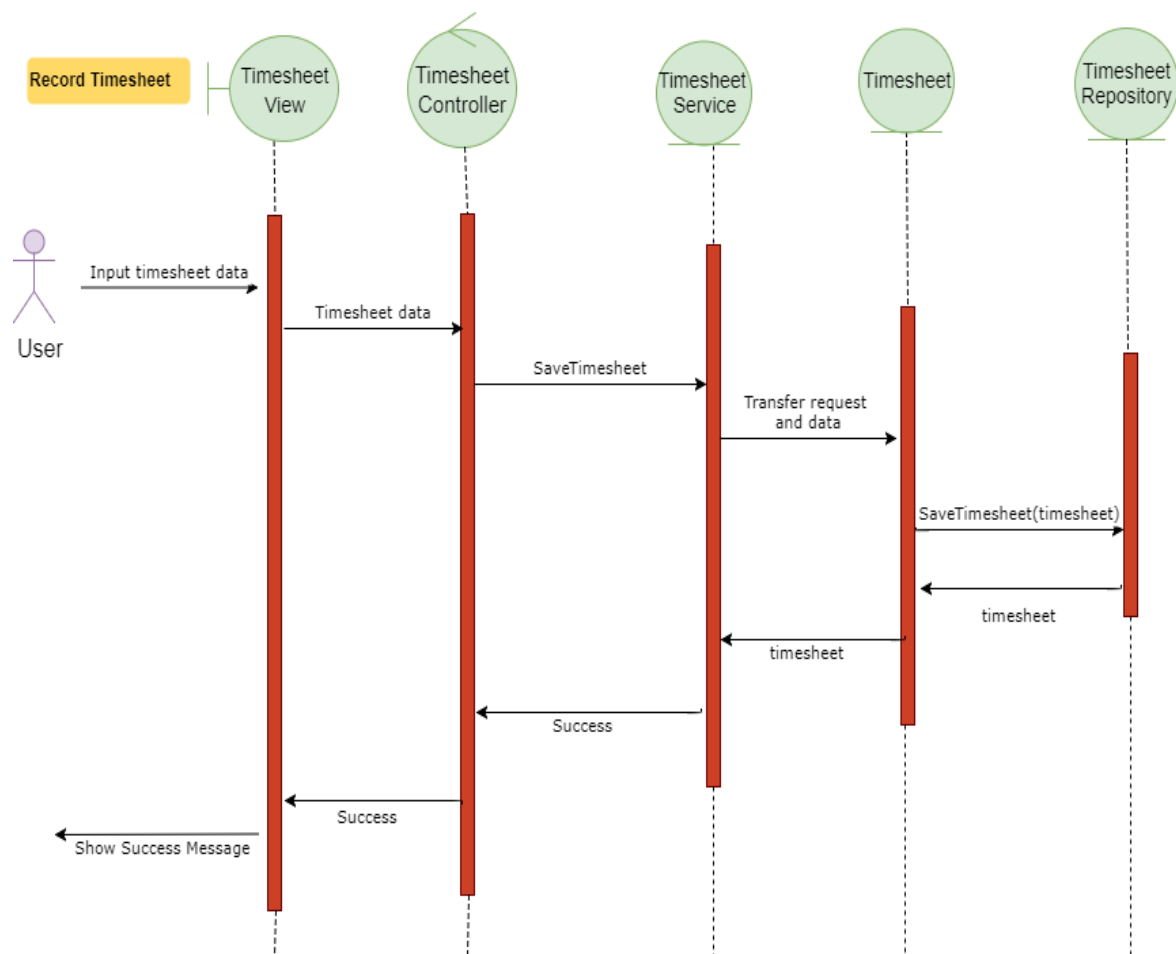 Record Timesheet
Timesheet
View
Timesheet
Controller
Timesheet
Service
Timesheet
Timesheet
Repository
User
Input timesheet data
Timesheet data
SaveTimesheet
Transfer request
and data
SaveTimesheet(timesheet)
timesheet
timesheet
Success
Success
Show Success Message